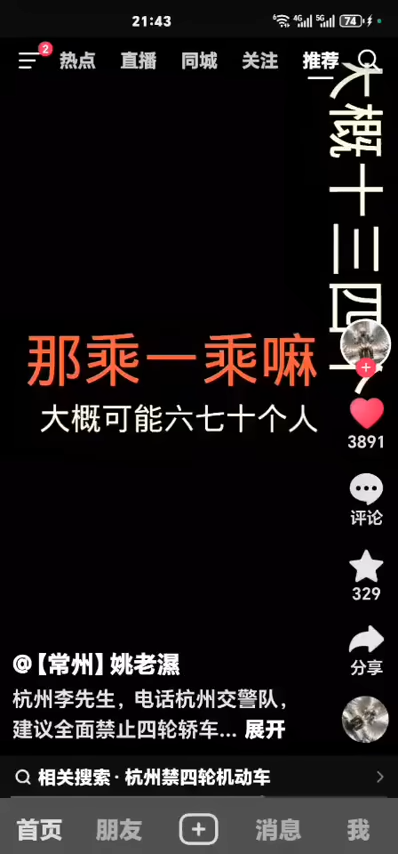 21:43
6 4G 5G 74
2
热点 直播 同城 关注 推荐
大概十三四个
那乘一乘嘛
大概可能六七十个人
3891
评论
329
分享
@【常州】姚老濕
杭州李先生，电话杭州交警队，
建议全面禁止四轮轿车... 展开
相关搜索 · 杭州禁四轮机动车
首页 朋友 消息 我